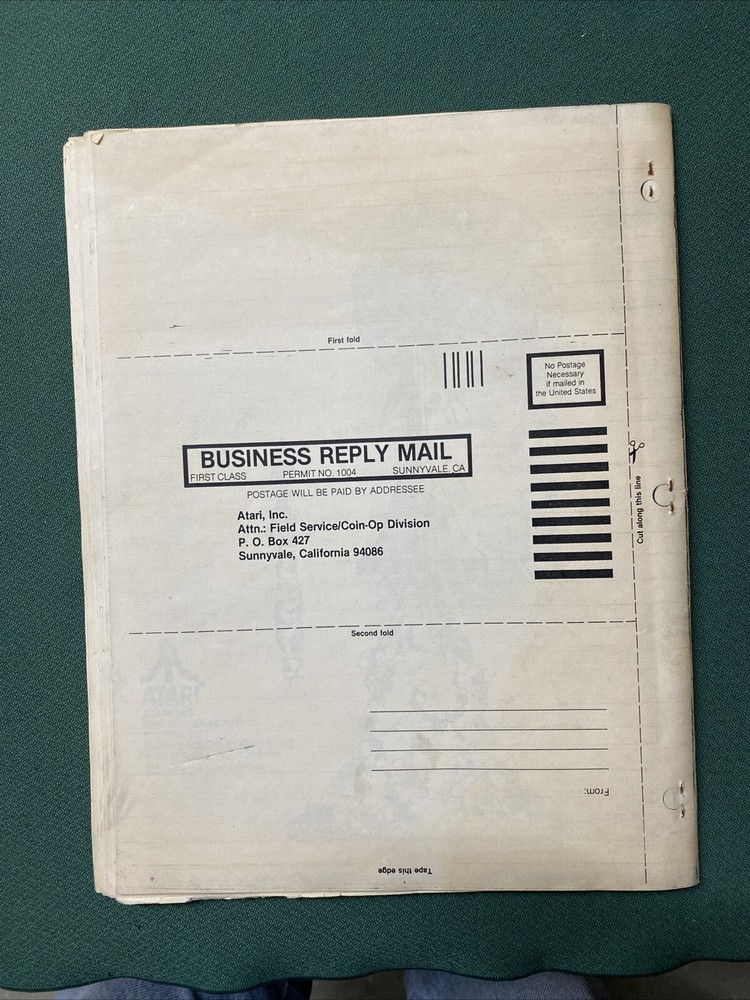 First fold
No Postage
Necessary
if mailed in
the United States
BUSINESS REPLY MAIL
FIRST CLASS PERMIT NO. 1004 SUNNYVALE, CA
POSTAGE WILL BE PAID BY ADDRESSEE
Atari, Inc.
Attn.: Field Service/Coin-Op Division
P. O. Box 427
Sunnyvale, California 94086
Cut along this line
Second fold
ATARI
From:
Tape this edge